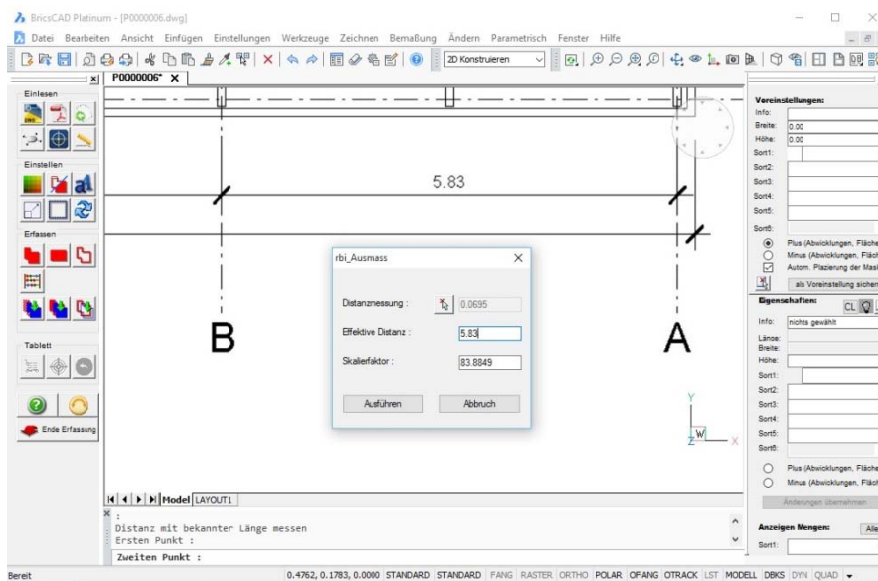 BricsCAD Platinum - [P0000006.dwg]
Datei Bearbeiten Ansicht Einfügen Einstellungen Werkzeuge Zeichnen Bemaßung Ändern Parametrisch Fenster Hilfe
2D Konstruieren
P0000006* X
Einlesen
Einstellen
Erfassen
Tablett
Ende Erfassung
5.83
B
A
rbi_Ausmass
Distanznessung :
0.0695
Effektive Distanz :
5.83
Skalierfaktor :
83.8849
Ausführen
Abbruch
Y
W
Z
X
Voreinstellungen:
Info:
Breite: 0.00
Höhe: 0.00
Sort1:
Sort2:
Sort3:
Sort4:
Sort5:
Sort6:
Plus (Abwicklungen, Fläche
Minus (Abwicklungen, Fläch
Autom. Plazierung der Mas
als Voreinstellung sichern
Eigenschaften:
CL
Info: nichts gewählt
Länge:
Breite:
Höhe:
Sort1:
Sort2:
Sort3:
Sort4:
Sort5:
Sort6:
Plus (Abwicklungen, Fläche
Minus (Abwicklungen, Fläch
Änderungen übernehmen
Anzeigen Mengen:
Alle
Sort1:
Model LAYOUT1
:
Distanz mit bekannter Länge messen
Ersten Punkt :
Zweiten Punkt :
Bereit
0.4762, 0.1783, 0.0000 STANDARD STANDARD FANG RASTER ORTHO POLAR OFANG OTRACK LST MODELL DBKS DYN QUAD